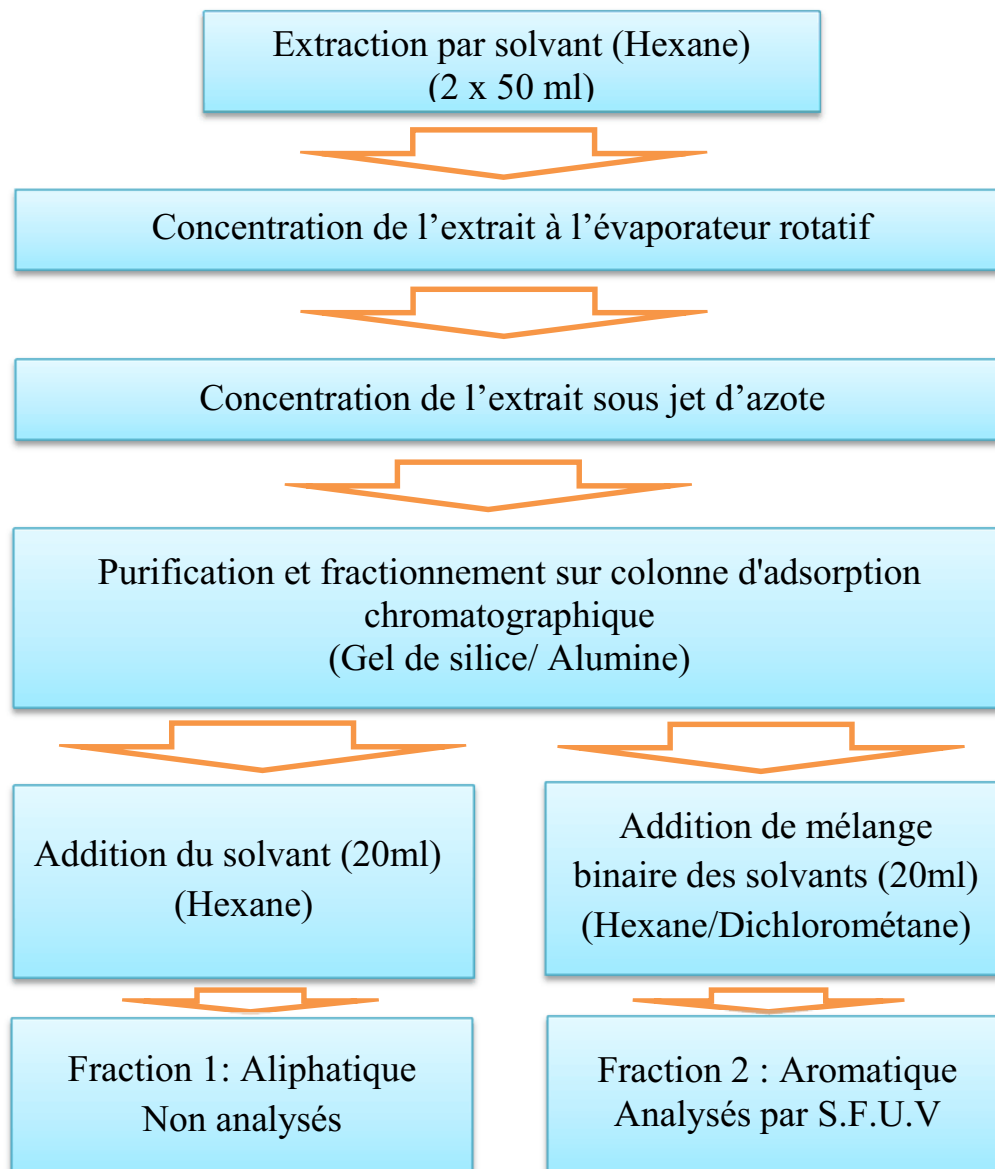 Extraction par solvant (Hexane)
(2 x 50 ml)
Concentration de l’extrait à l’évaporateur rotatif
Concentration de l’extrait sous jet d’azote
Purification et fractionnement sur colonne d'adsorption
chromatographique
(Gel de silice/ Alumine)
Addition du solvant (20ml)
(Hexane)
Addition de mélange
binaire des solvants (20ml)
(Hexane/Dichlorométane)
Fraction 1: Aliphatique
Non analysés
Fraction 2 : Aromatique
Analysés par S.F.U.V